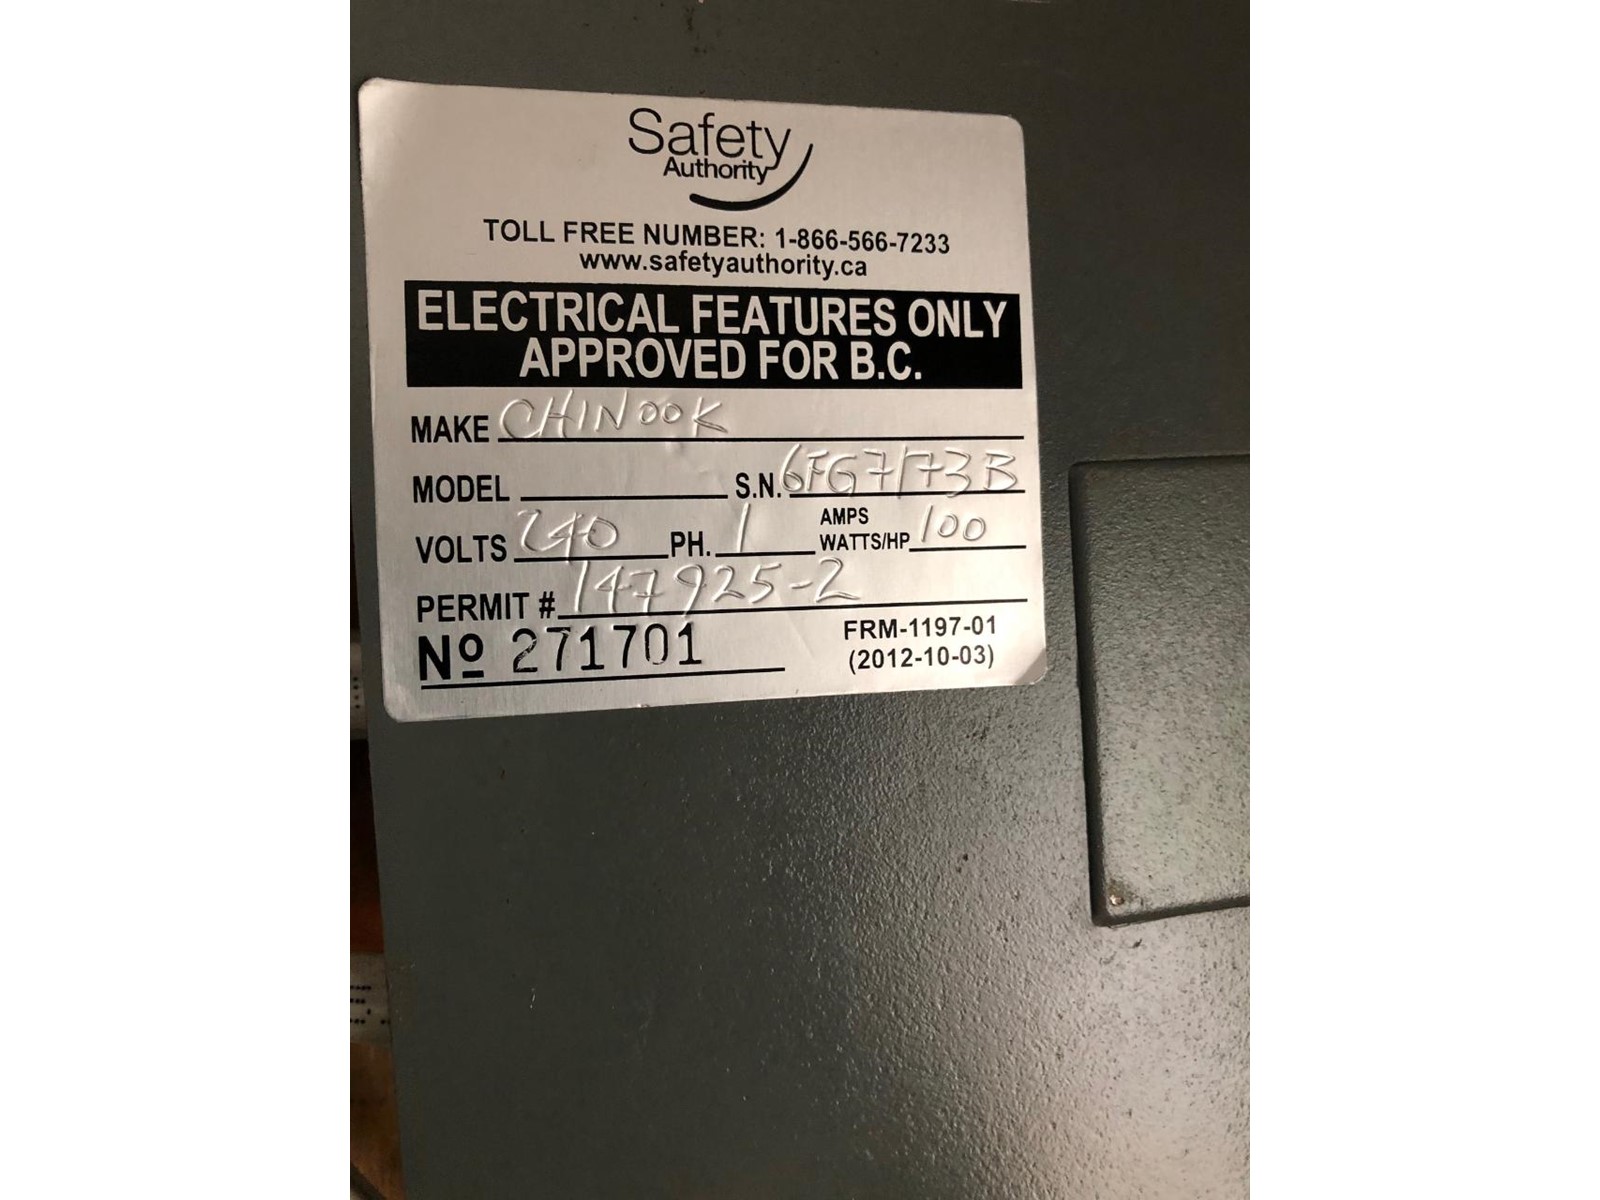 Safety
Authority
TOLL FREE NUMBER: 1-866-566-7233
www.safetyauthority.ca
ELECTRICAL FEATURES ONLY
APPROVED FOR B.C.
MAKE CHINOOK
MODEL S.N. 6FG7173B
VOLTS 240 PH. 1 AMPS WATTS/HP 100
PERMIT # 147925-2
Nº 271701 FRM-1197-01
(2012-10-03)